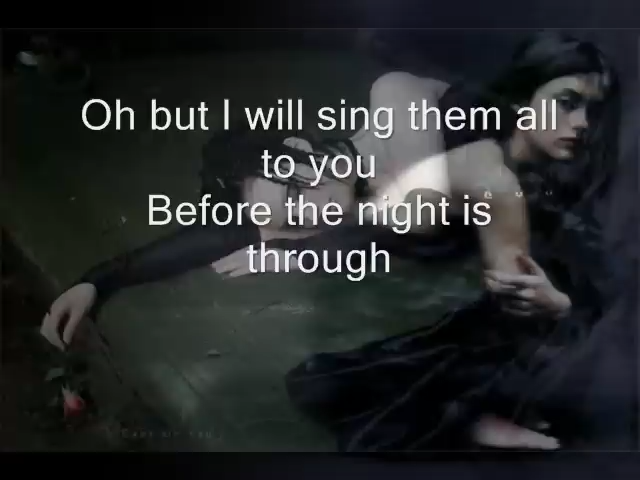 Oh but I will sing them all
to you
Before the night is
through